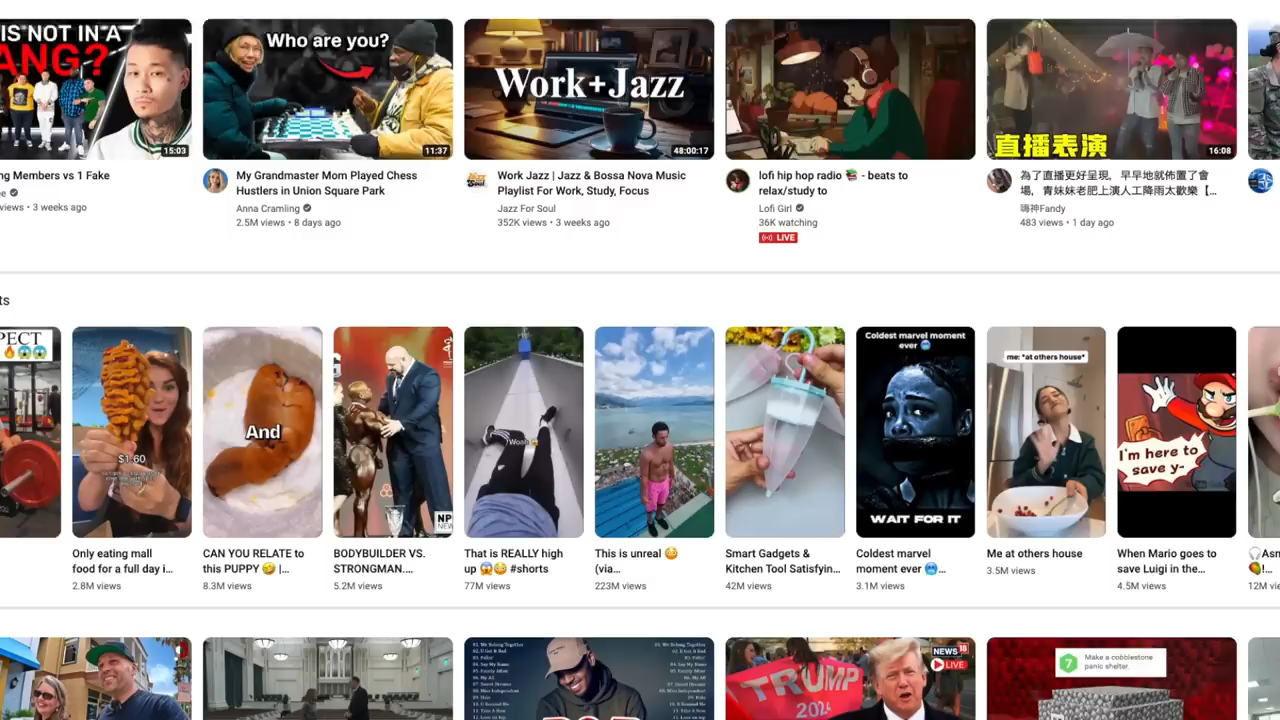 IS NOT IN A
ANG?
15:03
ng Members vs 1 Fake
views • 3 weeks ago
Who are you?
11:37
My Grandmaster Mom Played Chess
Hustlers in Union Square Park
Anna Cramling
2.5M views • 8 days ago
Work+Jazz
48:00:17
Work Jazz | Jazz & Bossa Nova Music
Playlist For Work, Study, Focus
Jazz For Soul
352K views • 3 weeks ago
lofi hip hop radio 📚 - beats to
relax/study to
Lofi Girl
36K watching
LIVE
直播表演
16:08
為了直播更好呈現，早早地就佈置了會
場，青妹妹老肥上演人工降雨太歡樂【...
嗨神Fandy
483 views • 1 day ago
ts
PECT
🔥😱😱
$1.60
Only eating mall
food for a full day i...
2.8M views
And
CAN YOU RELATE to
this PUPPY 🤣 |...
8.3M views
NP
NEW
BODYBUILDER VS.
STRONGMAN....
5.2M views
Woah
That is REALLY high
up 😱😳 #shorts
77M views
This is unreal 😳
(via...
223M views
Smart Gadgets &
Kitchen Tool Satisfyin...
42M views
Coldest marvel moment
ever 🥶
WAIT FOR IT
Coldest marvel
moment ever 🥶...
3.1M views
me: *at others house*
Me at others house
3.5M views
I'm here to
save y-
When Mario goes to
save Luigi in the...
4.5M views
12M vie
TRUMP
2024
NEWS 18
LIVE
7
Make a cobblestone
panic shelter.